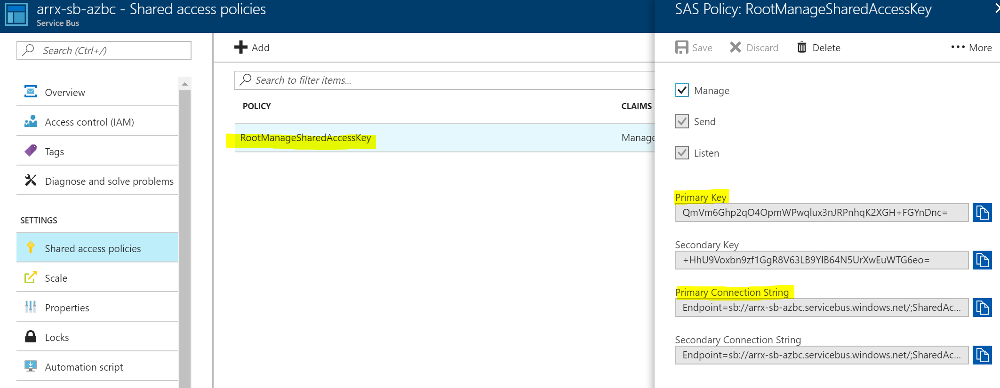 arrx-sb-azbc - Shared access policies
Service Bus
Search (Ctrl+/)
Overview
Access control (IAM)
Tags
Diagnose and solve problems
SETTINGS
Shared access policies
Scale
Properties
Locks
Automation script
Add
Search to filter items...
POLICY CLAIMS
RootManageSharedAccessKey Manage
SAS Policy: RootManageSharedAccessKey
Save Discard Delete More
Manage
Send
Listen
Primary Key
QmVm6Ghp2qO4OpmWPwqlux3nJRPnhqK2XGH+FGYnDnc=
Secondary Key
+HhU9Voxbn9zf1GgR8V63LB9YlB64N5UrXwEuWTG6eo=
Primary Connection String
Endpoint=sb://arrx-sb-azbc.servicebus.windows.net/;SharedAc...
Secondary Connection String
Endpoint=sb://arrx-sb-azbc.servicebus.windows.net/;SharedAc...